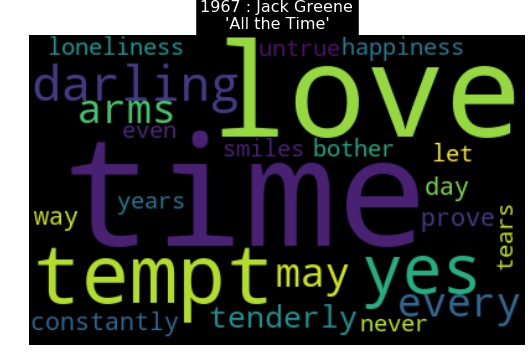 1967 : Jack Greene
'All the Time'
loneliness untrue happiness
darling love
arms
even
smiles bother let
time
years day
way prove
tears
tempt may yes
every
constantly tenderly never